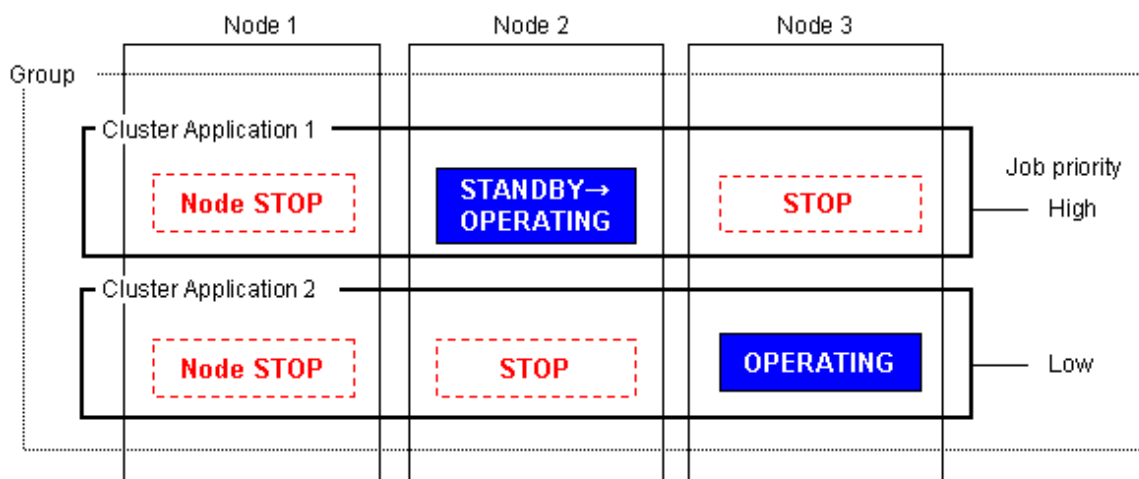 Node 1
Node 2
Node 3
Group
Cluster Application 1
Job priority
Node STOP
STANDBY→
OPERATING
STOP
High
Cluster Application 2
Node STOP
STOP
OPERATING
Low